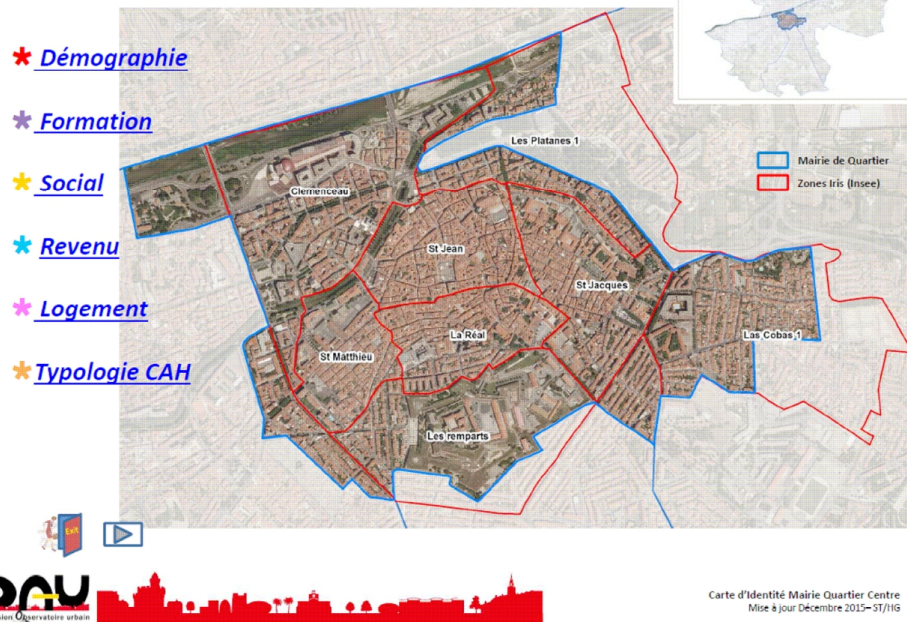 Démographie
Formation
Social
Revenu
Logement
Typologie CAH
Les Platanes 1
Mairie de Quartier
Zones Iris (Insee)
Clemenceau
St Jean
St Jacques
La Réal
Las Cobas 1
St Matthieu
Les remparts
Exit
Observatoire urbain
Carte d'Identité Mairie Quartier Centre
Mise à jour Décembre 2015–ST/HG